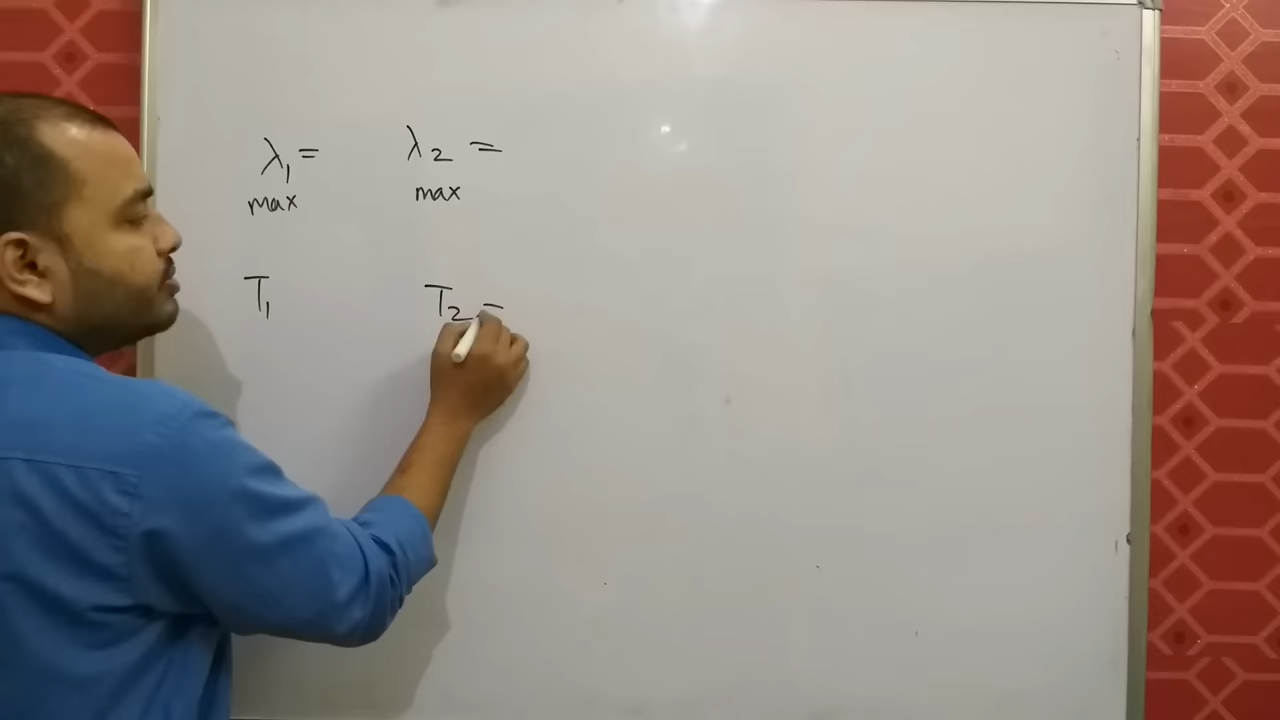 λ₁ = λ₂ =
max max
T₁ T₂ =